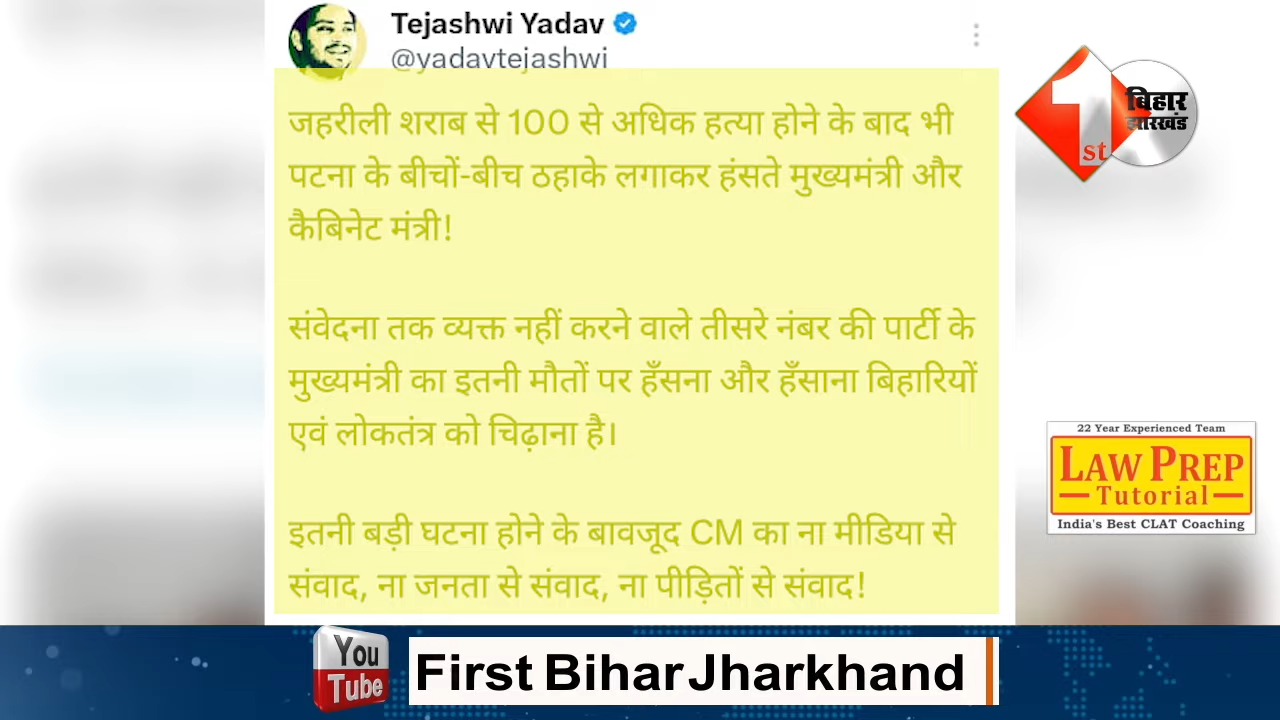 Tejashwi Yadav
@yadavtejashwi
जहरीली शराब से 100 से अधिक हत्या होने के बाद भी
पटना के बीचों-बीच ठहाके लगाकर हंसते मुख्यमंत्री और
कैबिनेट मंत्री!
संवेदना तक व्यक्त नहीं करने वाले तीसरे नंबर की पार्टी के
मुख्यमंत्री का इतनी मौतों पर हँसना और हँसाना बिहारियों
एवं लोकतंत्र को चिढ़ाना है।
इतनी बड़ी घटना होने के बावजूद CM का ना मीडिया से
संवाद, ना जनता से संवाद, ना पीड़ितों से संवाद!
1st
बिहार
झारखंड
22 Year Experienced Team
LAW PREP
Tutorial
India's Best CLAT Coaching
You
Tube
First Bihar Jharkhand